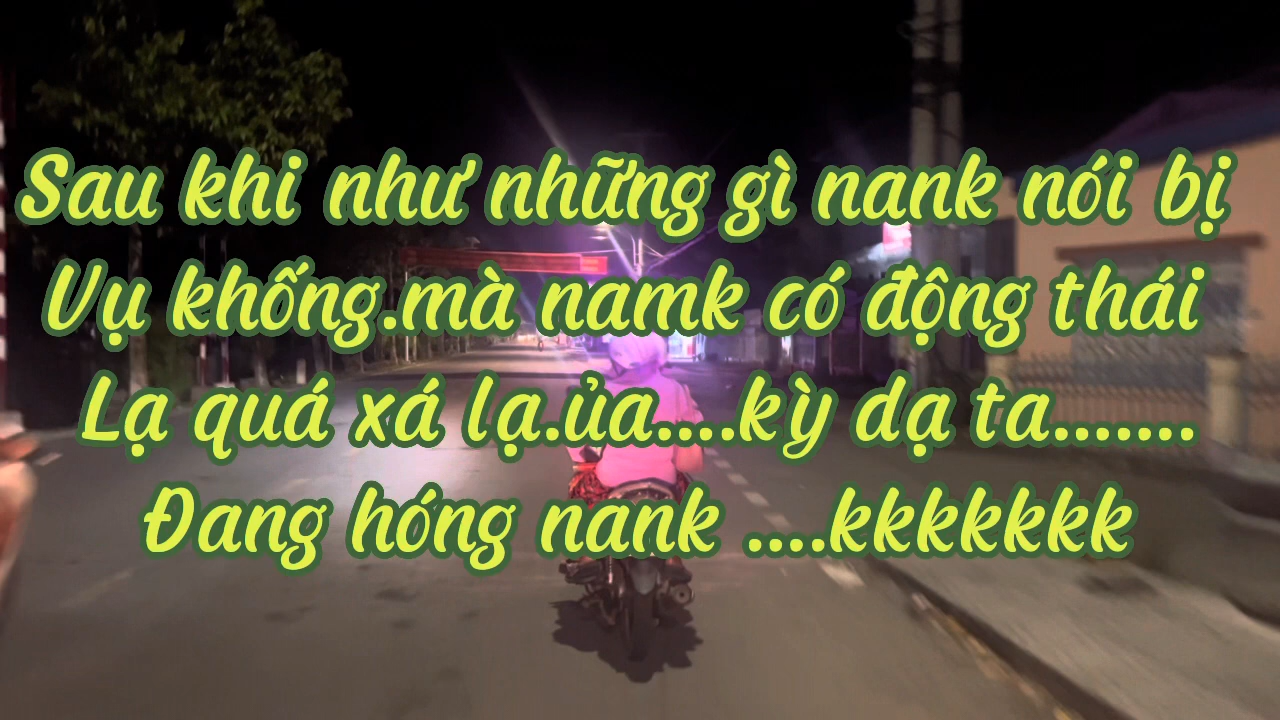 Sau khi như những gì nank nói bị
Vụ khống.mà namk có động thái
Lạ quá xá lạ.ủa....kỳ dạ ta.......
Đang hóng nank ....kkkkkkk